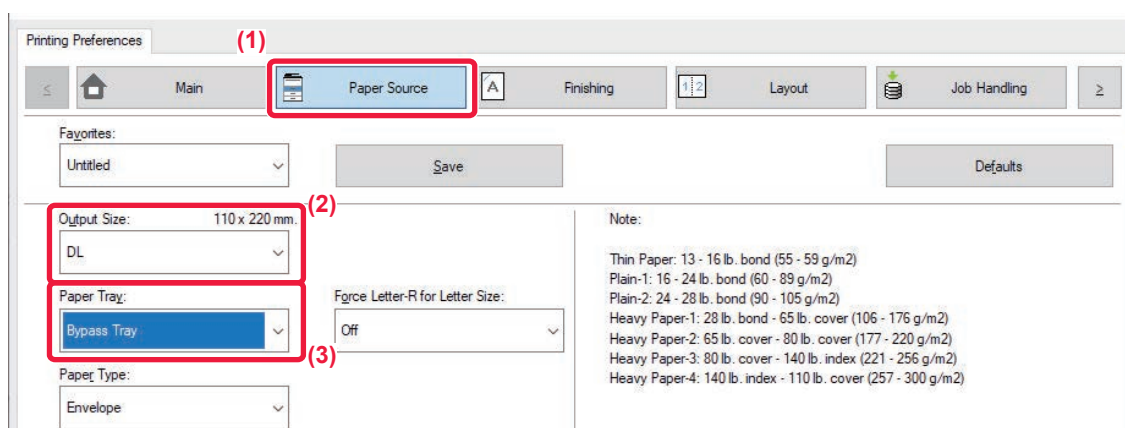 Printing Preferences
(1)
≤ Main Paper Source A Finishing 1 2 Layout Job Handling ≥
Favorites:
Untitled Save Defaults
Output Size: 110 x 220 mm. (2) Note:
DL
Thin Paper: 13 - 16 lb. bond (55 - 59 g/m2)
Plain-1: 16 - 24 lb. bond (60 - 89 g/m2)
Paper Tray: Force Letter-R for Letter Size: Plain-2: 24 - 28 lb. bond (90 - 105 g/m2)
Heavy Paper-1: 28 lb. bond - 65 lb. cover (106 - 176 g/m2)
Bypass Tray Off Heavy Paper-2: 65 lb. cover - 80 lb. cover (177 - 220 g/m2)
(3) Heavy Paper-3: 80 lb. cover - 140 lb. index (221 - 256 g/m2)
Paper Type: Heavy Paper-4: 140 lb. index - 110 lb. cover (257 - 300 g/m2)
Envelope